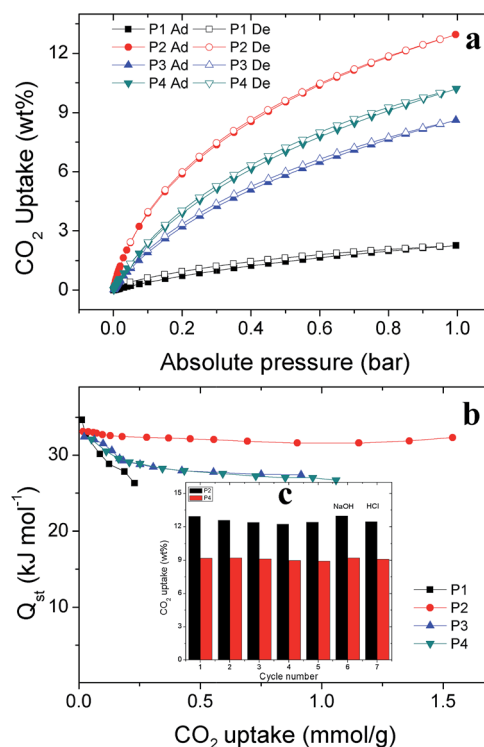 a
P1 Ad P1 De
P2 Ad P2 De
P3 Ad P3 De
P4 Ad P4 De
CO2 Uptake (wt%)
12
9
6
3
0
0.0 0.2 0.4 0.6 0.8 1.0
Absolute pressure (bar)
b
Qst (kJ mol-1)
33
22
11
0
c
P2
P4
NaOH HCl
CO2 uptake (wt%)
15
12
9
6
3
0
1 2 3 4 5 6 7
Cycle number
P1
P2
P3
P4
0.0 0.5 1.0 1.5
CO2 uptake (mmol/g)